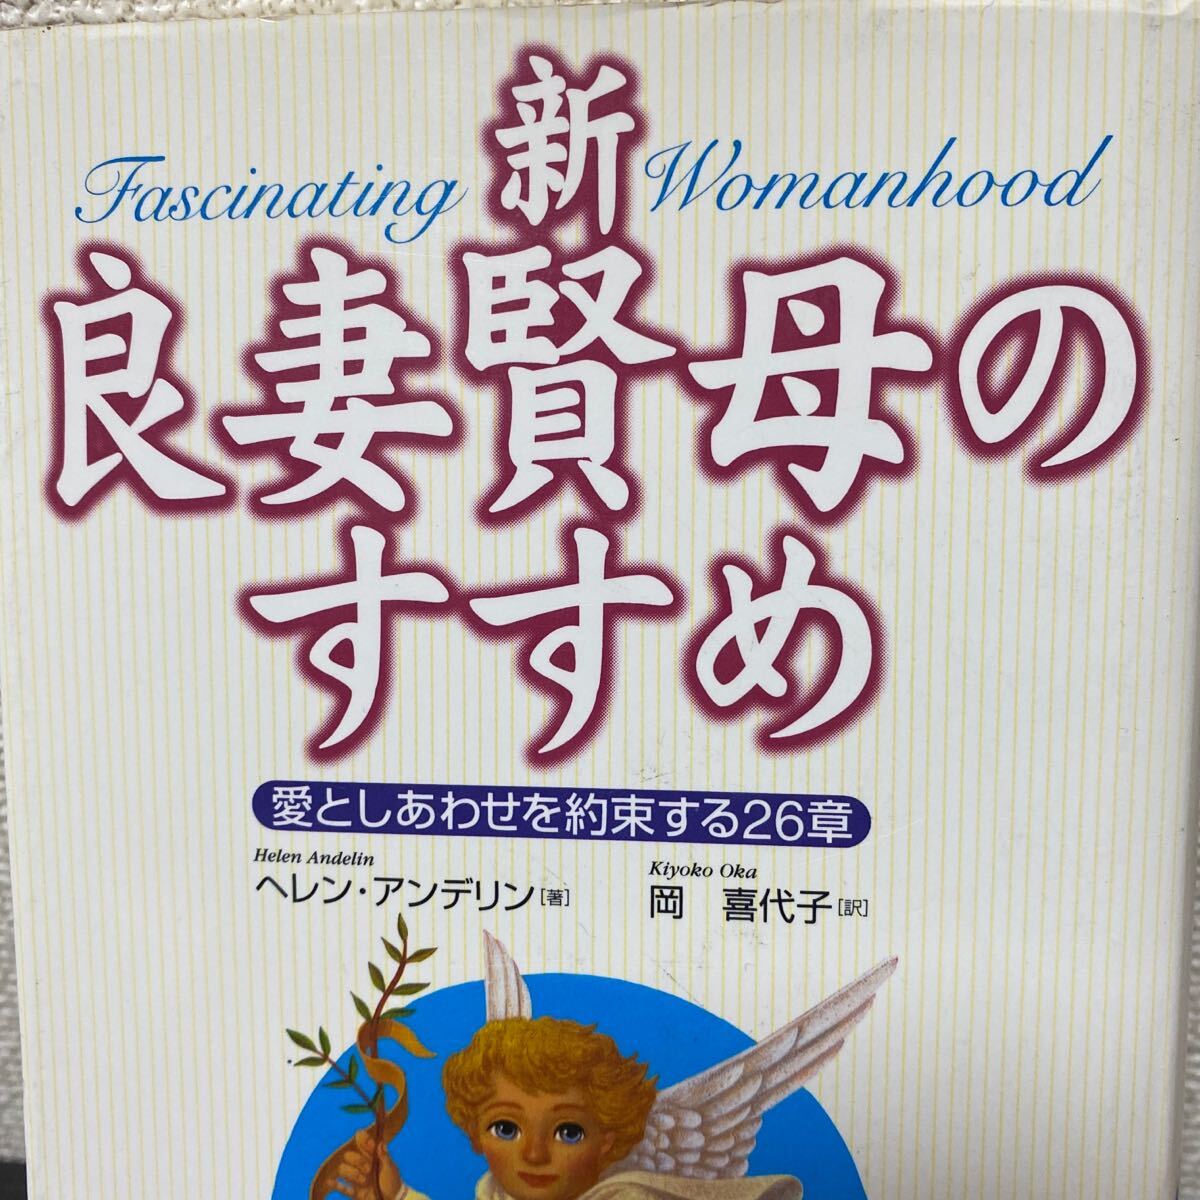 新
Fascinating Womanhood
良妻賢母の
すすめ
愛としあわせを約束する26章
Helen Andelin
ヘレン・アンデリン[著]
Kiyoko Oka
岡 喜代子[訳]